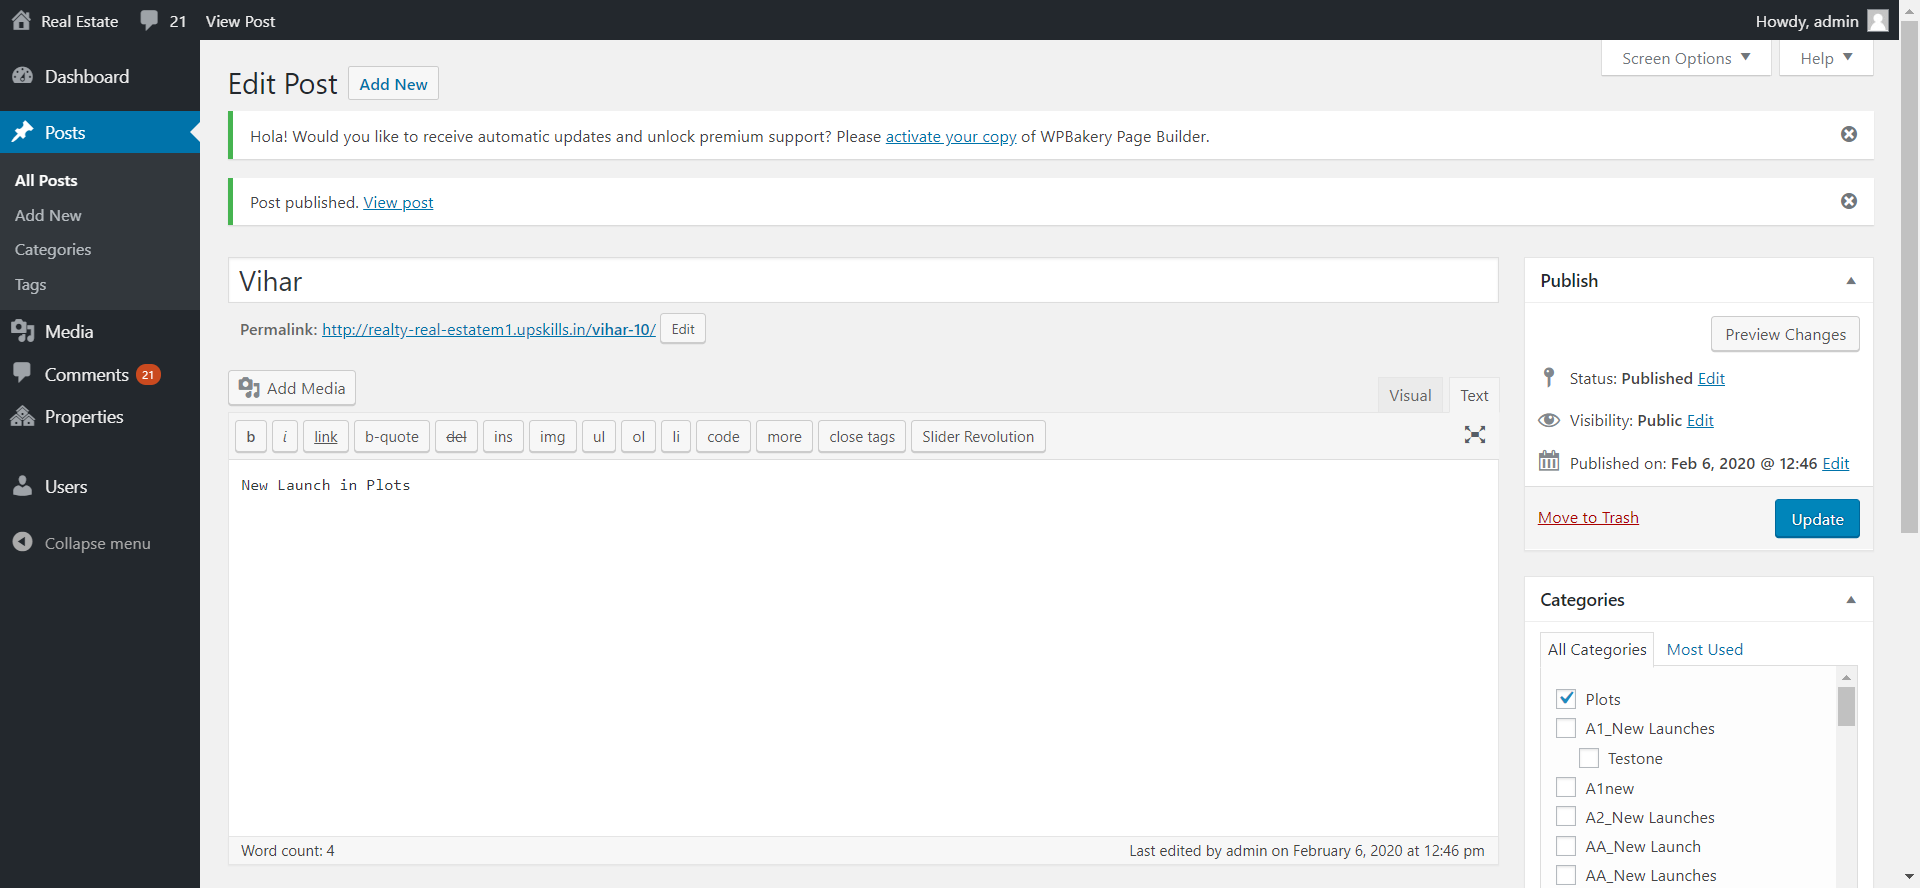 Real Estate 21 View Post Howdy, admin
Dashboard
Posts
All Posts
Add New
Categories
Tags
Media
Comments 21
Properties
Users
Collapse menu
Screen Options Help
Edit Post Add New
Hola! Would you like to receive automatic updates and unlock premium support? Please activate your copy of WPBakery Page Builder.
Post published. View post
Vihar
Permalink: http://realty-real-estatem1.upskills.in/vihar-10/ Edit
Add Media
Visual Text
b i link b-quote del ins img ul ol li code more close tags Slider Revolution
New Launch in Plots
Word count: 4
Last edited by admin on February 6, 2020 at 12:46 pm
Publish
Preview Changes
Status: Published Edit
Visibility: Public Edit
Published on: Feb 6, 2020 @ 12:46 Edit
Move to Trash Update
Categories
All Categories Most Used
Plots
A1_New Launches
Testone
A1new
A2_New Launches
AA_New Launch
AA_New Launches